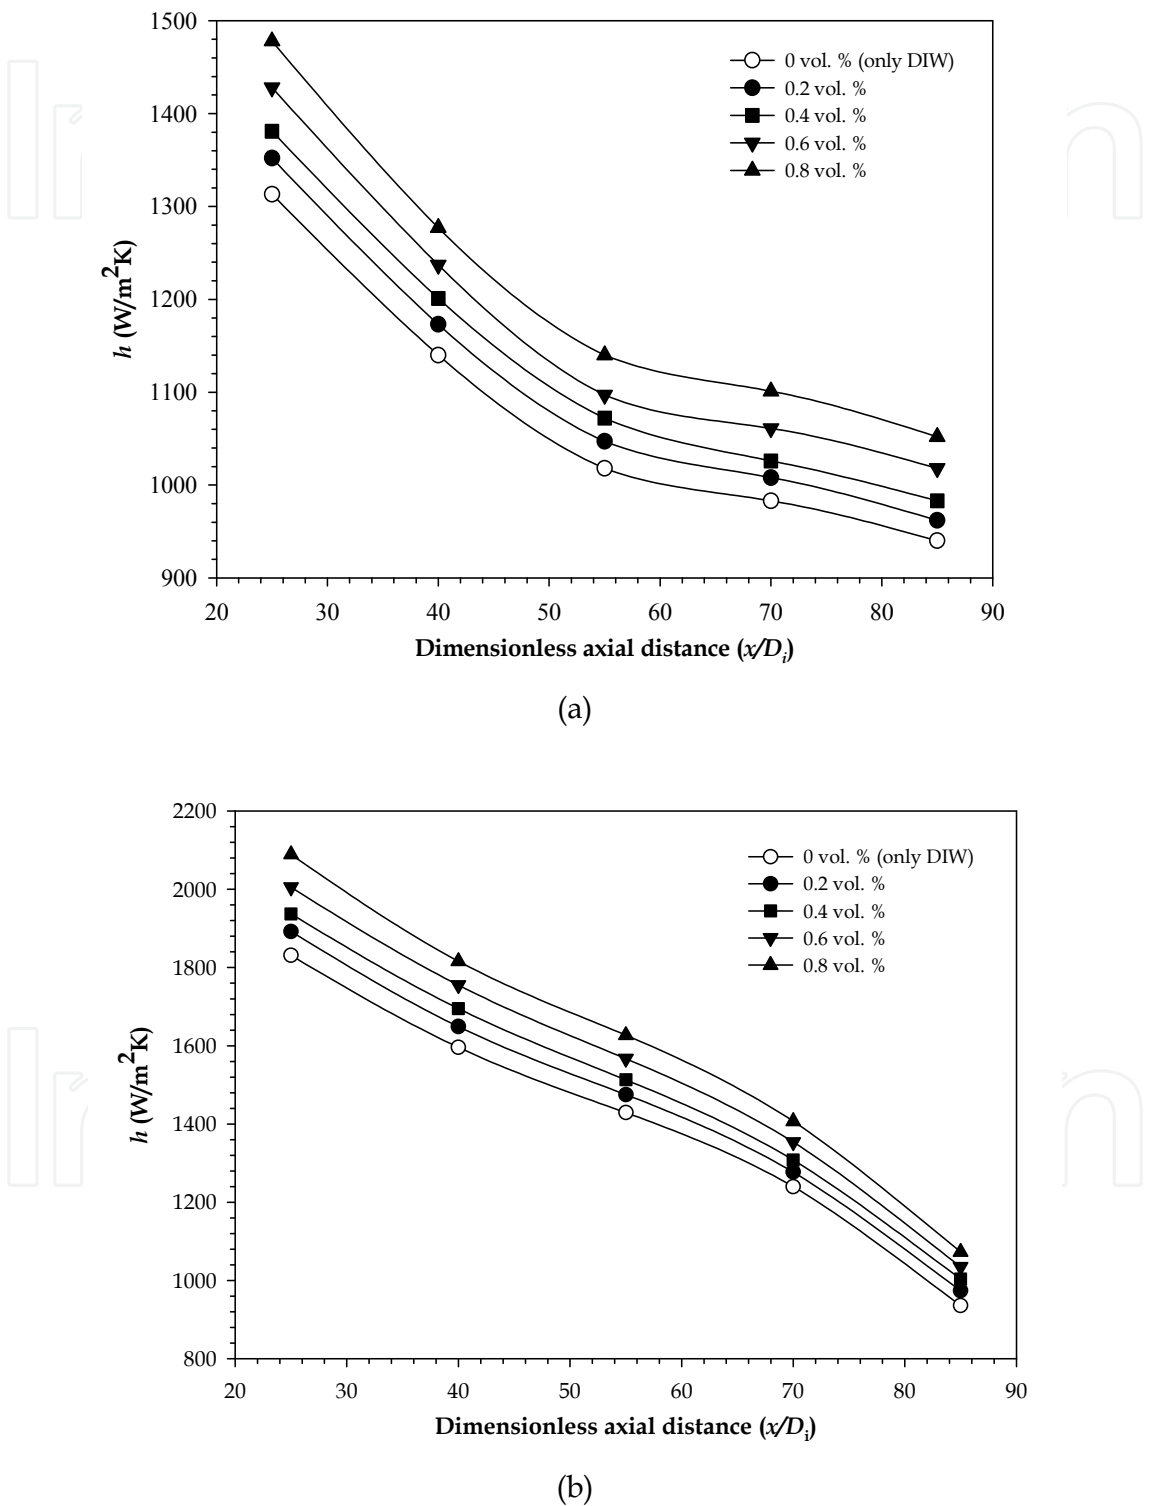 1500
1400
1300
1200
1100
1000
900
h (W/m²K)
0 vol. % (only DIW)
0.2 vol. %
0.4 vol. %
0.6 vol. %
0.8 vol. %
20 30 40 50 60 70 80 90
Dimensionless axial distance (x/Di)
(a)
2200
2000
1800
1600
1400
1200
1000
800
h (W/m²K)
0 vol. % (only DIW)
0.2 vol. %
0.4 vol. %
0.6 vol. %
0.8 vol. %
20 30 40 50 60 70 80 90
Dimensionless axial distance (x/Di)
(b)